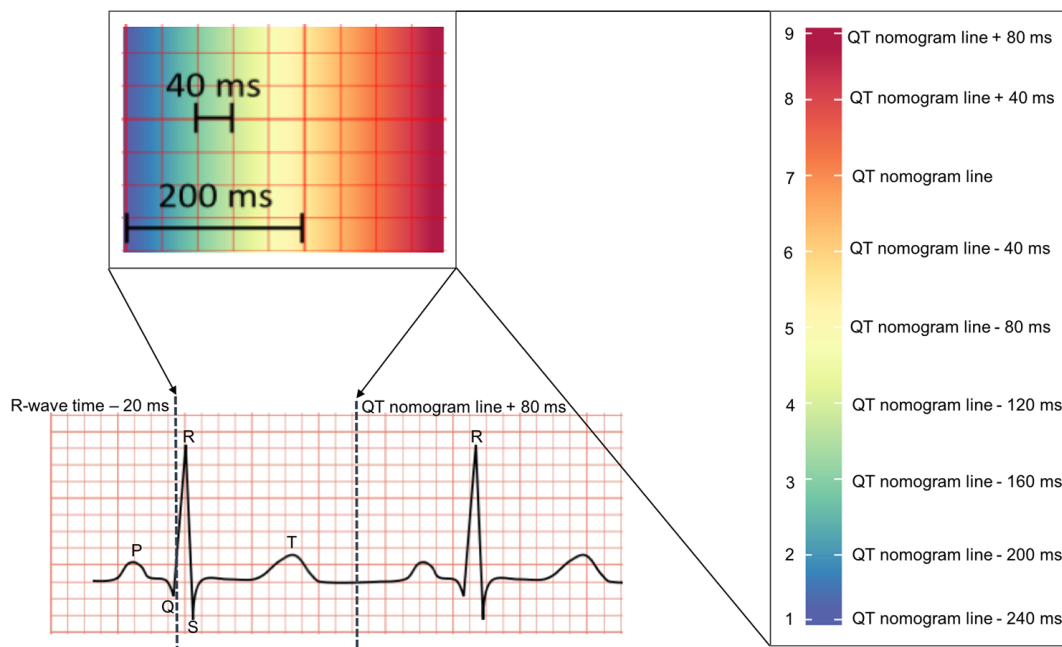 40 ms
200 ms
R-wave time – 20 ms
QT nomogram line + 80 ms
R
R
P
T
Q
S
9 QT nomogram line + 80 ms
8 QT nomogram line + 40 ms
7 QT nomogram line
6 QT nomogram line - 40 ms
5 QT nomogram line - 80 ms
4 QT nomogram line - 120 ms
3 QT nomogram line - 160 ms
2 QT nomogram line - 200 ms
1 QT nomogram line - 240 ms